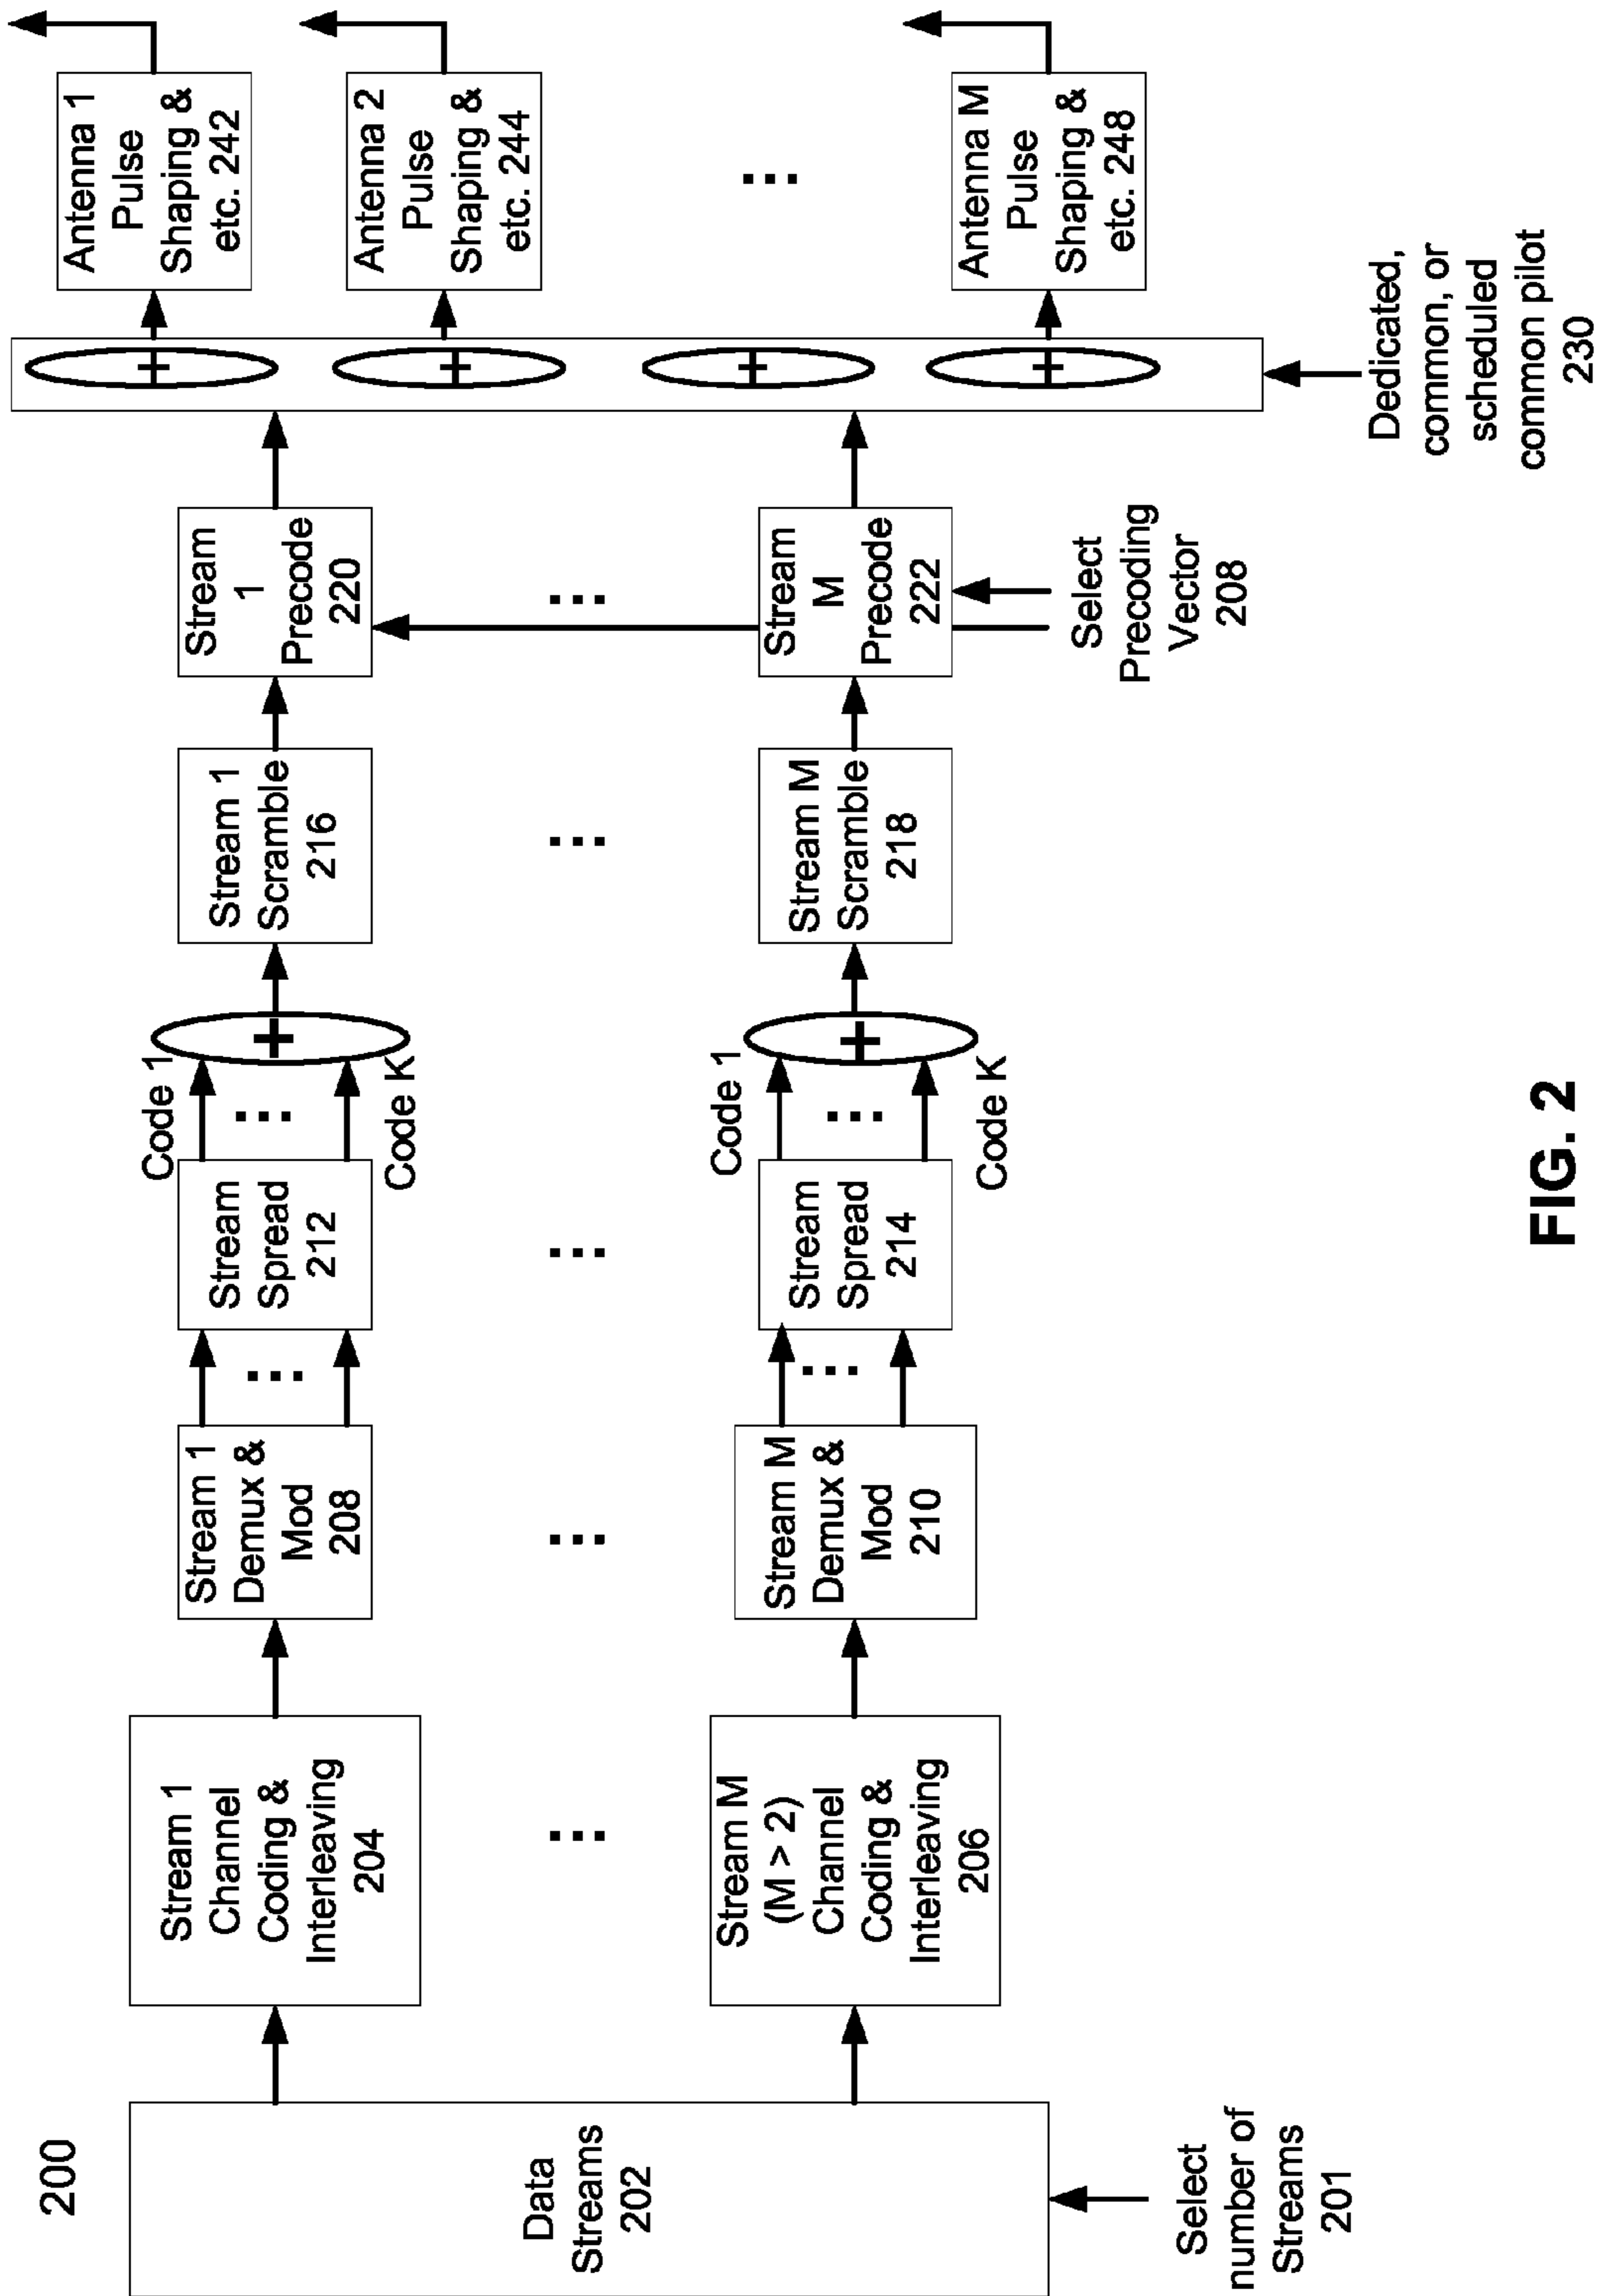 200
Data
Streams
202
Select
number of
Streams
201
Stream 1
Channel
Coding &
Interleaving
204
...
Stream M
(M > 2)
Channel
Coding &
Interleaving
206
Stream 1
Demux &
Mod
208
...
Stream M
Demux &
Mod
210
...
...
Stream
Spread
212
...
Stream
Spread
214
Code 1
...
Code K
Code 1
...
Code K
+
+
Stream 1
Scramble
216
...
Stream M
Scramble
218
Stream
1
Precode
220
...
Stream
M
Precode
222
Select
Precoding
Vector
208
+
+
+
+
Dedicated,
common, or
scheduled
common pilot
230
Antenna 1
Pulse
Shaping &
etc. 242
Antenna 2
Pulse
Shaping &
etc. 244
...
Antenna M
Pulse
Shaping &
etc. 248
FIG. 2